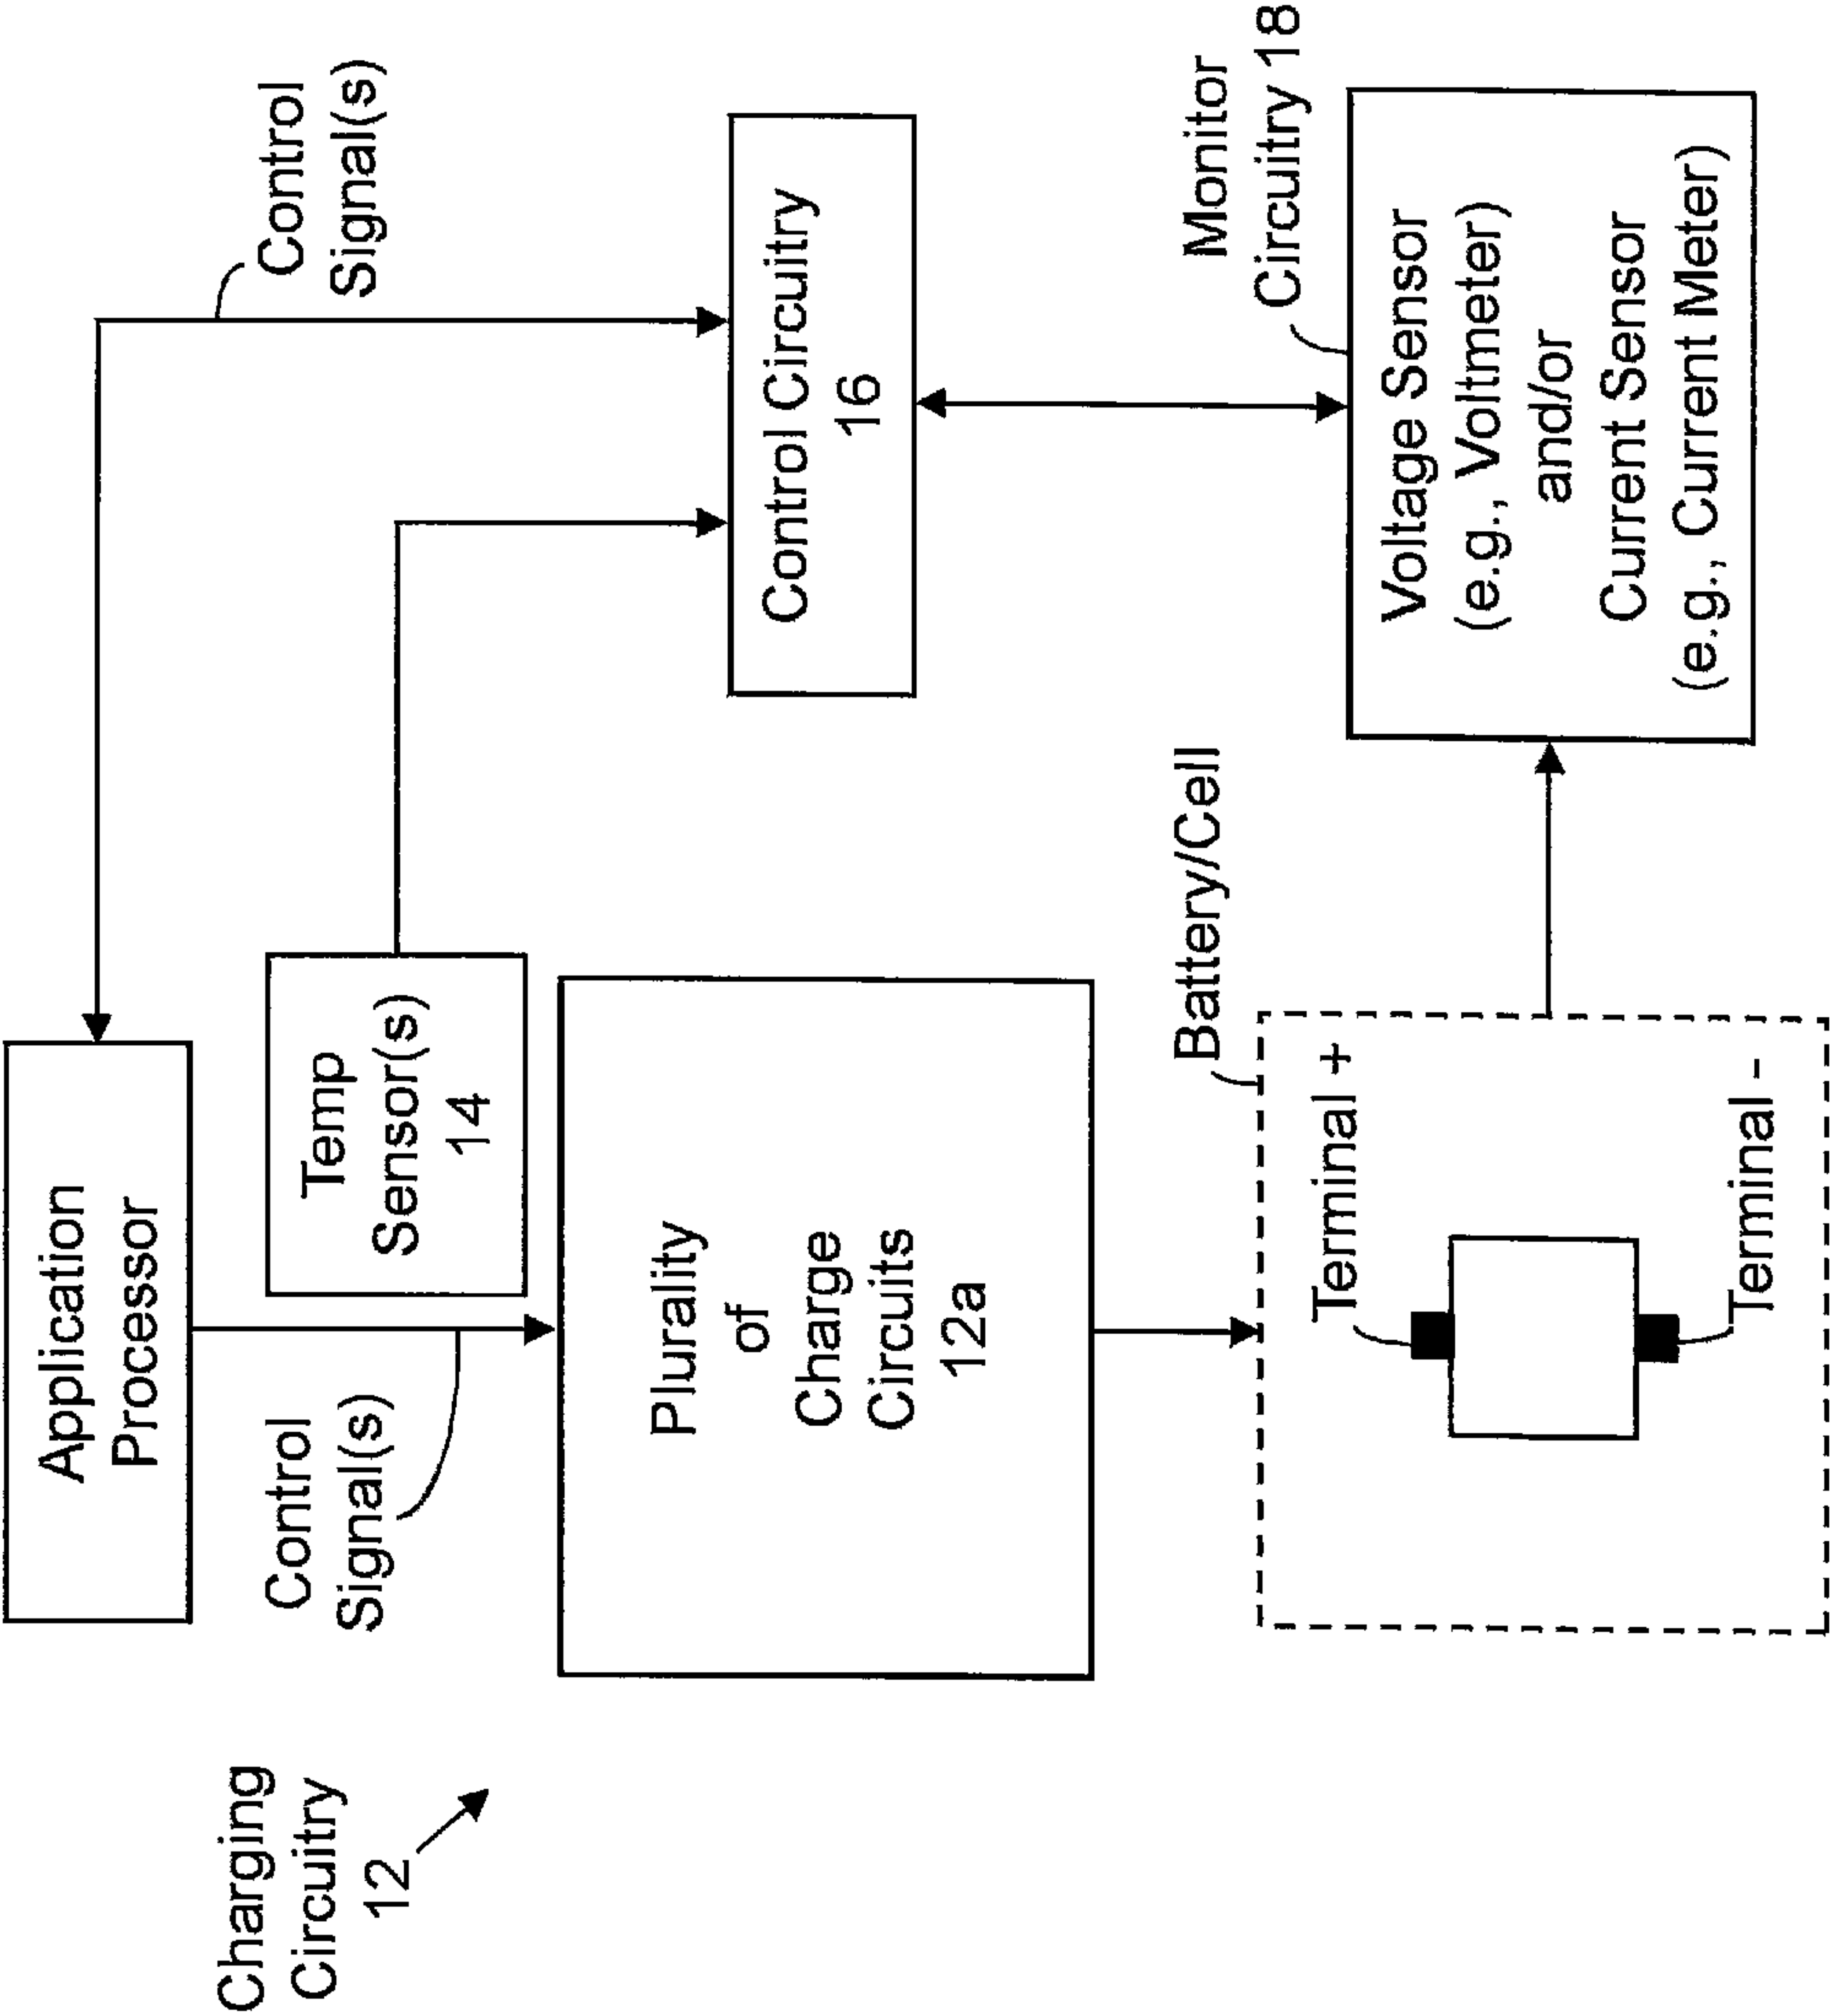 Charging
Circuitry
12
Application
Processor
Control
Signal(s)
Temp
Sensor(s)
14
Control
Signal(s)
Plurality
of
Charge
Circuits
12a
Control Circuitry
16
Battery/Cell
Terminal +
Terminal -
Monitor
Circuitry 18
Voltage Sensor
(e.g., Voltmeter)
and/or
Current Sensor
(e.g., Current Meter)